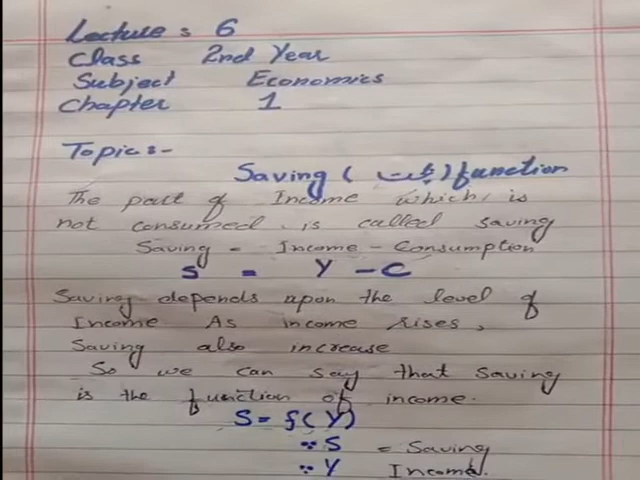 Lecture : 6
Class 2nd Year
Subject Economics
Chapter 1
Topic :-
Saving (بچت) function
The part of Income which, is
not consumed. is called saving
Saving = Income - Consumption
S = Y - C
Saving depends upon the level of
Income As income rises,
Saving also increase
So we can say that saving
is the function of income.
S = f(Y)
∵ S = Saving
∵ Y Income.